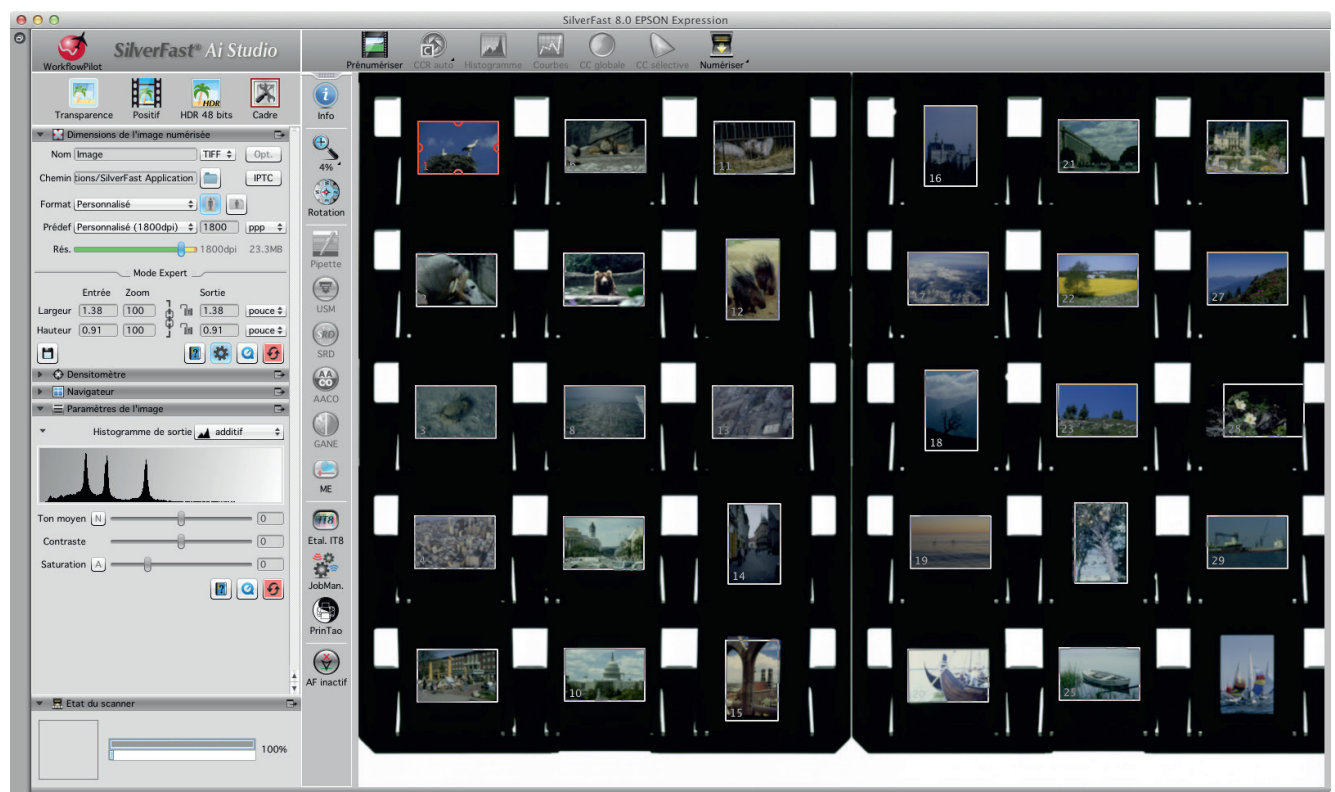 SilverFast 8.0 EPSON Expression
SilverFast® Ai Studio
WorkflowPilot
Prénumériser CCR auto Histogramme Courbes CC globale CC sélective Numériser
Transparence Positif HDR 48 bits Cadre
HDR
Dimensions de l'image numérisée
Nom Image TIFF Opt.
Chemin tions/SilverFast Application IPTC
Format Personnalisé
Prédef Personnalisé (1800dpi) 1800 ppp
Rés. 1800dpi 23.3MB
Mode Expert
Entrée Zoom Sortie
Largeur 1.38 100 1.38 pouce
Hauteur 0.91 100 0.91 pouce
Densitomètre
Navigateur
Paramètres de l'image
Histogramme de sortie additif
Ton moyen N 0
Contraste 0
Saturation A 0
Etat du scanner
100%
Info
4%
Rotation
Pipette
USM
SRD
SRD
AACO
AACO
GANE
ME
IT8
Etal. IT8
JobMan.
PrinTao
AF inactif
1
11
16
21
2
12
22
27
3
8
13
18
23
28
14
19
29
10
15
20
25